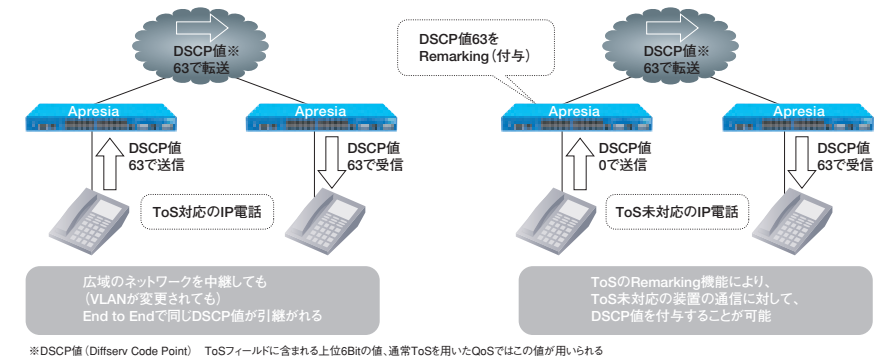 DSCP値※
63で転送
Apresia
Apresia
DSCP値
63で送信
DSCP値
63で受信
ToS対応のIP電話
広域のネットワークを中継しても
(VLANが変更されても)
End to Endで同じDSCP値が引継がれる
DSCP値63を
Remarking(付与)
DSCP値※
63で転送
Apresia
Apresia
DSCP値
0で送信
DSCP値
63で受信
ToS未対応のIP電話
ToSのRemarking機能により、
ToS未対応の装置の通信に対して、
DSCP値を付与することが可能
※DSCP値(Diffserv Code Point) ToSフィールドに含まれる上位6Bitの値、通常ToSを用いたQoSではこの値が用いられる